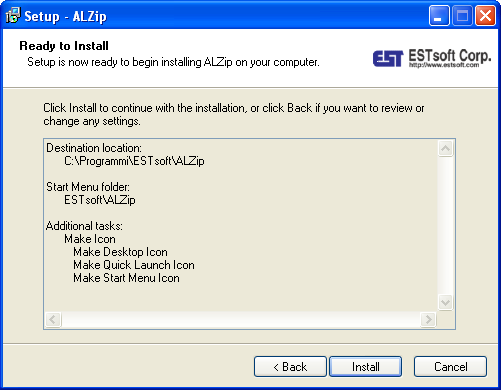 Setup - ALZip
Ready to Install
Setup is now ready to begin installing ALZip on your computer.
EST ESTsoft Corp.
http://www.estsoft.com
Click Install to continue with the installation, or click Back if you want to review or
change any settings.
Destination location:
C:\Programmi\ESTsoft\ALZip
Start Menu folder:
ESTsoft\ALZip
Additional tasks:
Make Icon
Make Desktop Icon
Make Quick Launch Icon
Make Start Menu Icon
< Back
Install
Cancel